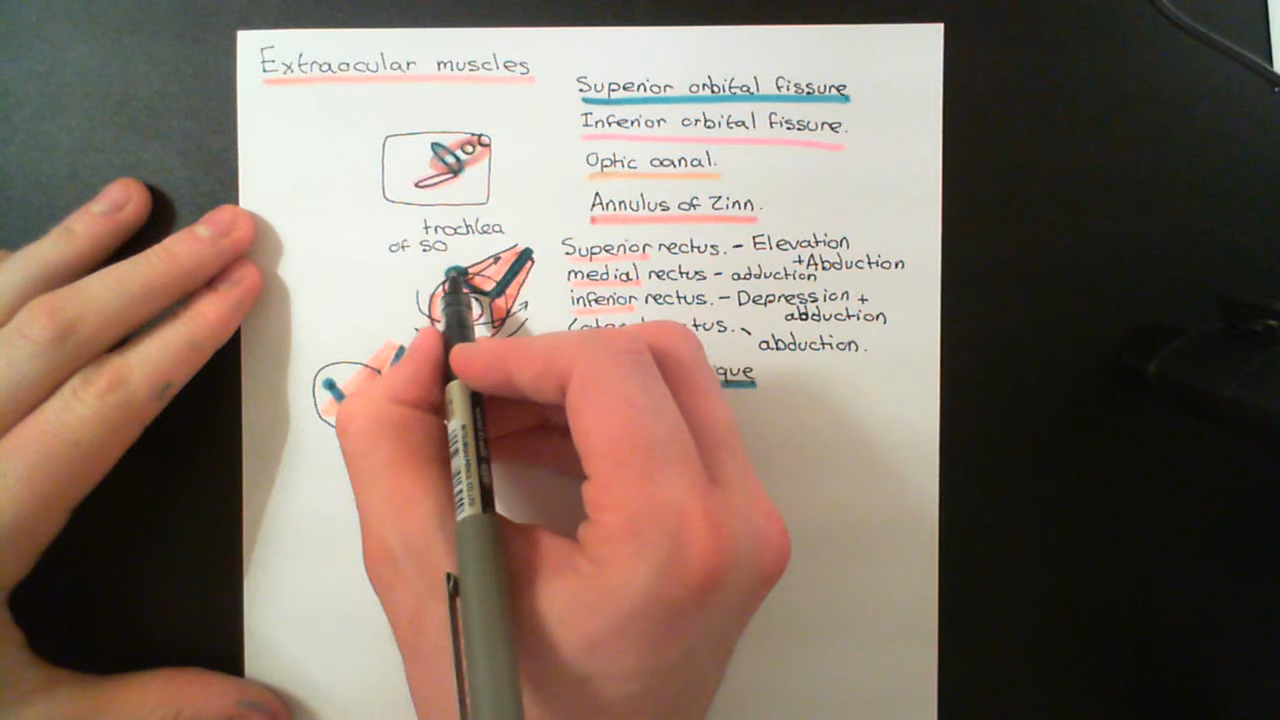 Extraocular muscles
Superior orbital fissure
Inferior orbital fissure.
Optic canal.
Annulus of Zinn.
trochlea
of SO
Superior rectus. - Elevation
+Abduction
medial rectus - adduction
inferior rectus. - Depression +
abduction
abduction.